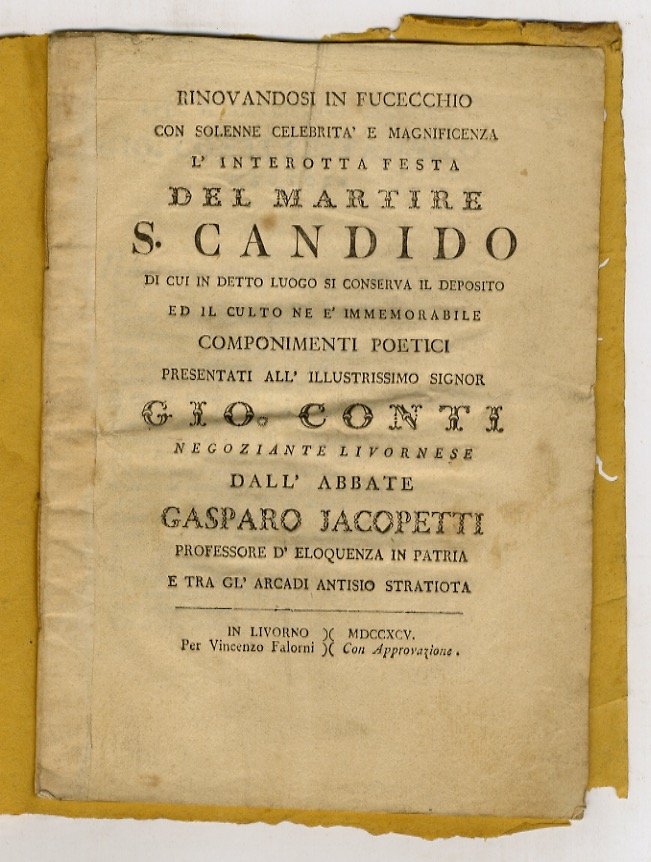 RINOVANDOSI IN FUCECCHIO
CON SOLENNE CELEBRITA' E MAGNIFICENZA
L' INTEROTTA FESTA
DEL MARTIRE
S. CANDIDO
DI CUI IN DETTO LUOGO SI CONSERVA IL DEPOSITO
ED IL CULTO NE E' IMMEMORABILE
COMPONIMENTI POETICI
PRESENTATI ALL' ILLUSTRISSIMO SIGNOR
GIO. CONTI
NEGOZIANTE LIVORNESE
DALL' ABBATE
GASPARO JACOPETTI
PROFESSORE D' ELOQUENZA IN PATRIA
E TRA GL' ARCADI ANTISIO STRATIOTA
IN LIVORNO )( MDCCXCV.
Per Vincenzo Falorni )( Con Approvazione.